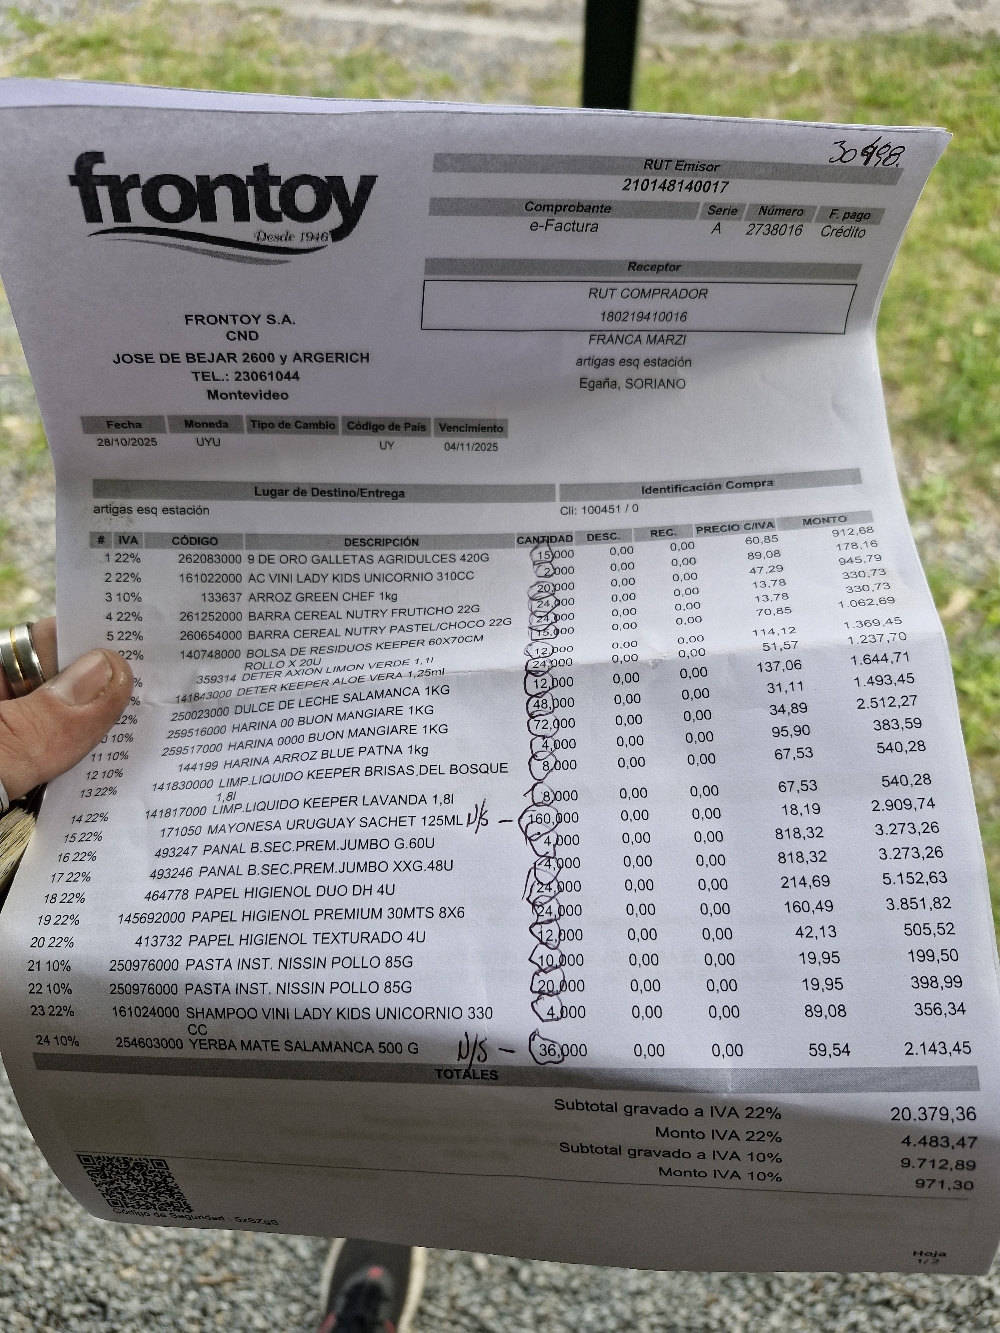 30498.
frontoy
Desde 1946
RUT Emisor
210148140017
Comprobante Serie Número F. pago
e-Factura A 2738016 Crédito
Receptor
RUT COMPRADOR
180219410016
FRANCA MARZI
artigas esq estación
Egaña, SORIANO
FRONTOY S.A.
CND
JOSE DE BEJAR 2600 y ARGERICH
TEL.: 23061044
Montevideo
Fecha Moneda Tipo de Cambio Código de País Vencimiento
28/10/2025 UYU UY 04/11/2025
Lugar de Destino/Entrega Identificación Compra
artigas esq estación Cli: 100451 / 0
# IVA CÓDIGO DESCRIPCIÓN CANTIDAD DESC. REC. PRECIO C/IVA MONTO
1 22% 262083000 9 DE ORO GALLETAS AGRIDULCES 420G 15,000 0,00 0,00 60,85 912,68
2 22% 161022000 AC VINI LADY KIDS UNICORNIO 310CC 2,000 0,00 0,00 89,08 178,16
3 10% 133637 ARROZ GREEN CHEF 1kg 20,000 0,00 0,00 47,29 945,79
4 22% 261252000 BARRA CEREAL NUTRY FRUTICHO 22G 24,000 0,00 0,00 13,78 330,73
5 22% 260654000 BARRA CEREAL NUTRY PASTEL/CHOCO 22G 24,000 0,00 0,00 13,78 330,73
22% 140748000 BOLSA DE RESIDUOS KEEPER 60X70CM 15,000 0,00 0,00 70,85 1.062,69
ROLLO X 20U
% 359314 DETER AXION LIMON VERDE 1,1l 12,000 0,00 0,00 114,12 1.369,45
% 141843000 DETER KEEPER ALOE VERA 1,25ml 24,000 0,00 0,00 51,57 1.237,70
22% 250023000 DULCE DE LECHE SALAMANCA 1KG 12,000 0,00 0,00 137,06 1.644,71
0 10% 259516000 HARINA 00 BUON MANGIARE 1KG 48,000 0,00 0,00 31,11 1.493,45
11 10% 259517000 HARINA 0000 BUON MANGIARE 1KG 72,000 0,00 0,00 34,89 2.512,27
12 10% 144199 HARINA ARROZ BLUE PATNA 1kg 4,000 0,00 0,00 95,90 383,59
13 22% 141830000 LIMP.LIQUIDO KEEPER BRISAS DEL BOSQUE 8,000 0,00 0,00 67,53 540,28
1,8l
14 22% 141817000 LIMP.LIQUIDO KEEPER LAVANDA 1,8l 8,000 0,00 0,00 67,53 540,28
15 22% 171050 MAYONESA URUGUAY SACHET 125ML N/S - 160,000 0,00 0,00 18,19 2.909,74
16 22% 493247 PANAL B.SEC.PREM.JUMBO G.60U 4,000 0,00 0,00 818,32 3.273,26
17 22% 493246 PANAL B.SEC.PREM.JUMBO XXG.48U 4,000 0,00 0,00 818,32 3.273,26
18 22% 464778 PAPEL HIGIENOL DUO DH 4U 24,000 0,00 0,00 214,69 5.152,63
19 22% 145692000 PAPEL HIGIENOL PREMIUM 30MTS 8X6 24,000 0,00 0,00 160,49 3.851,82
20 22% 413732 PAPEL HIGIENOL TEXTURADO 4U 12,000 0,00 0,00 42,13 505,52
21 10% 250976000 PASTA INST. NISSIN POLLO 85G 10,000 0,00 0,00 19,95 199,50
22 10% 250976000 PASTA INST. NISSIN POLLO 85G 20,000 0,00 0,00 19,95 398,99
23 22% 161024000 SHAMPOO VINI LADY KIDS UNICORNIO 330 4,000 0,00 0,00 89,08 356,34
CC
24 10% 254603000 YERBA MATE SALAMANCA 500 G N/S - 36,000 0,00 0,00 59,54 2.143,45
TOTALES
Subtotal gravado a IVA 22% 20.379,36
Monto IVA 22% 4.483,47
Subtotal gravado a IVA 10% 9.712,89
Monto IVA 10% 971,30
Código de Seguridad:
Hoja
1/2